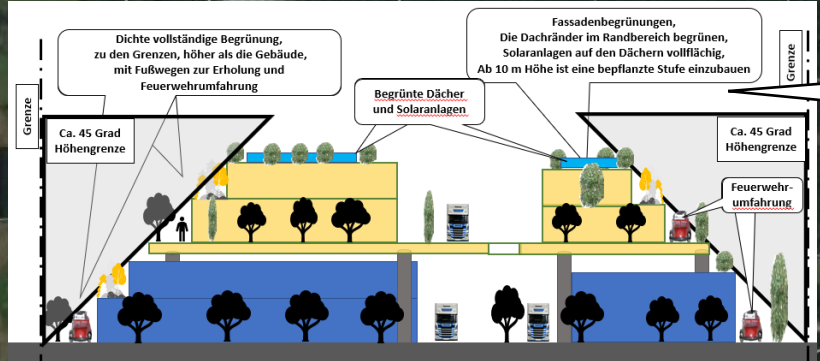 Dichte vollständige Begrünung,
zu den Grenzen, höher als die Gebäude,
mit Fußwegen zur Erholung und
Feuerwehrumfahrung
Fassadenbegrünungen,
Die Dachränder im Randbereich begrünen,
Solaranlagen auf den Dächern vollflächig,
Ab 10 m Höhe ist eine bepflanzte Stufe einzubauen
Grenze
Grenze
Begrünte Dächer
und Solaranlagen
Ca. 45 Grad
Höhengrenze
Ca. 45 Grad
Höhengrenze
Feuerwehr-
umfahrung